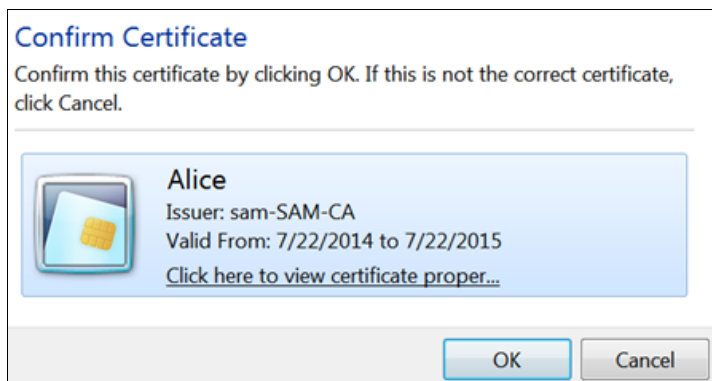 Confirm Certificate
Confirm this certificate by clicking OK. If this is not the correct certificate,
click Cancel.
Alice
Issuer: sam-SAM-CA
Valid From: 7/22/2014 to 7/22/2015
Click here to view certificate proper...
OK
Cancel